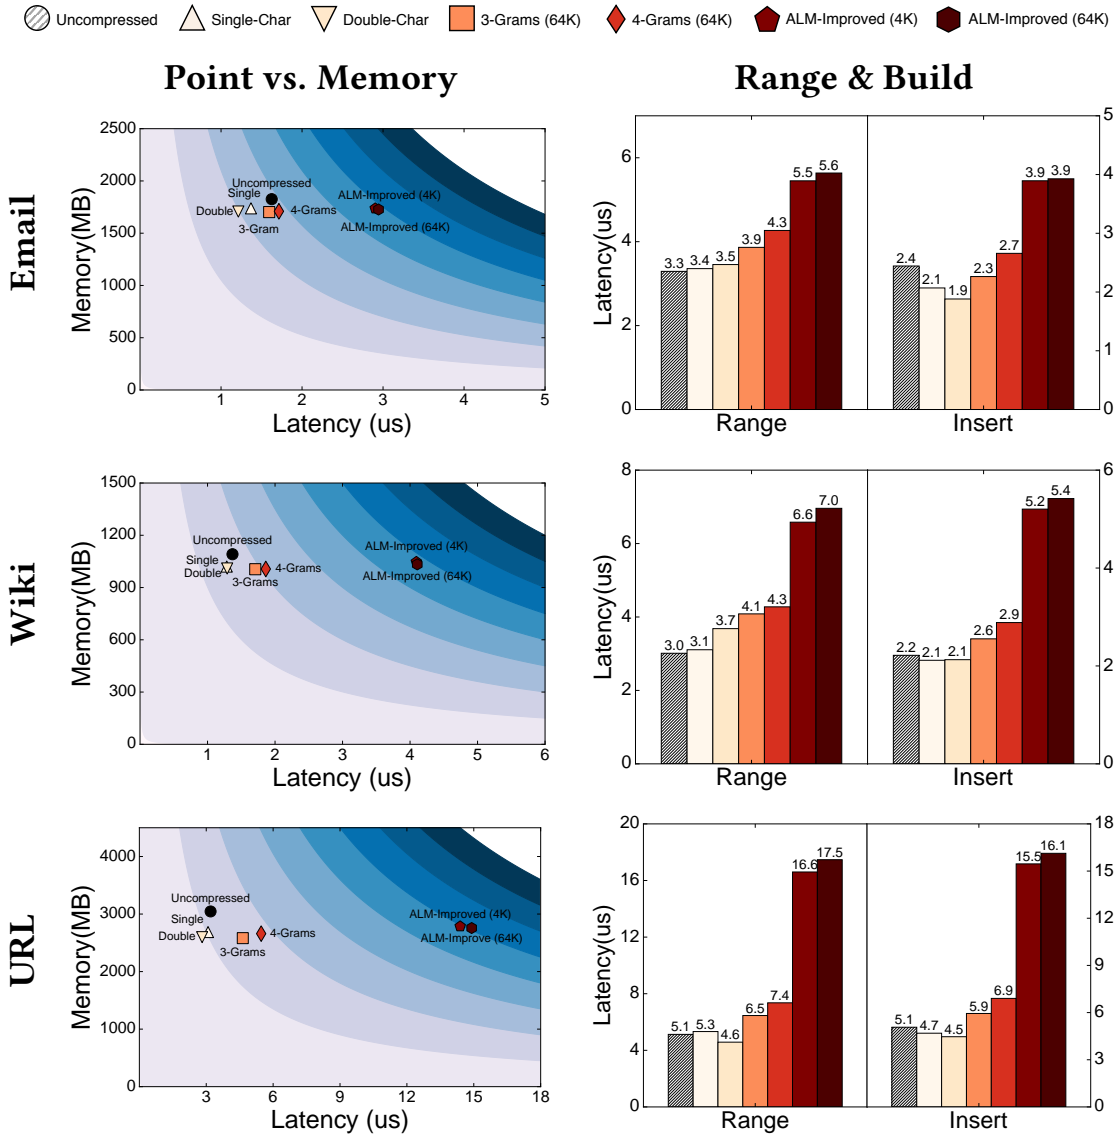 Uncompressed Single-Char Double-Char 3-Grams (64K) 4-Grams (64K) ALM-Improved (4K) ALM-Improved (64K)
Point vs. Memory
Range & Build
Email
Memory(MB)
2500
2000
1500
1000
500
0
Uncompressed
Single
Double
3-Gram
4-Grams
ALM-Improved (4K)
ALM-Improved (64K)
1 2 3 4 5
Latency (us)
Latency(us)
6
4
2
0
3.3 3.4 3.5 3.9 4.3 5.5 5.6
2.4 2.1 1.9 2.3 2.7 3.9 3.9
5
4
3
2
1
0
Range Insert
Wiki
Memory(MB)
1500
1200
900
600
300
0
Uncompressed
Single
Double
3-Grams
4-Grams
ALM-Improved (4K)
ALM-Improved (64K)
1 2 3 4 5 6
Latency (us)
Latency(us)
8
6
4
2
0
3.0 3.1 3.7 4.1 4.3 6.6 7.0
2.2 2.1 2.1 2.6 2.9 5.2 5.4
6
4
2
0
Range Insert
URL
Memory(MB)
4000
3000
2000
1000
0
Uncompressed
Single
Double
3-Grams
4-Grams
ALM-Improved (4K)
ALM-Improve (64K)
3 6 9 12 15 18
Latency (us)
Latency(us)
20
16
12
8
4
0
5.1 5.3 4.6 6.5 7.4 16.6 17.5
5.1 4.7 4.5 5.9 6.9 15.5 16.1
18
15
12
9
6
3
0
Range Insert